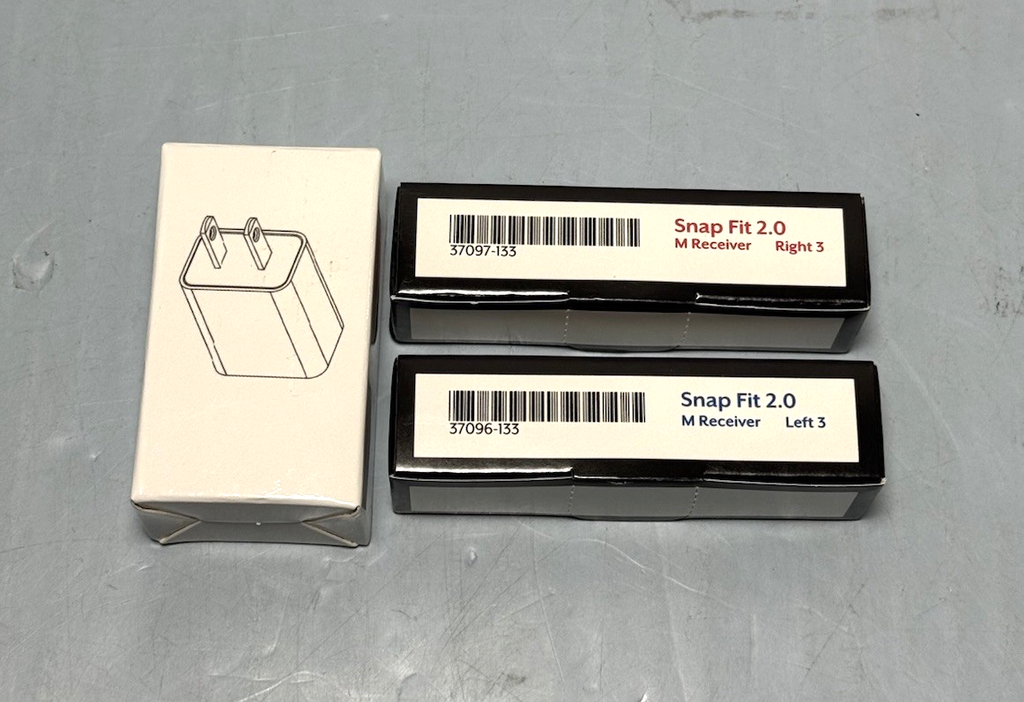 37097-133
Snap Fit 2.0
M Receiver Right 3
37096-133
Snap Fit 2.0
M Receiver Left 3